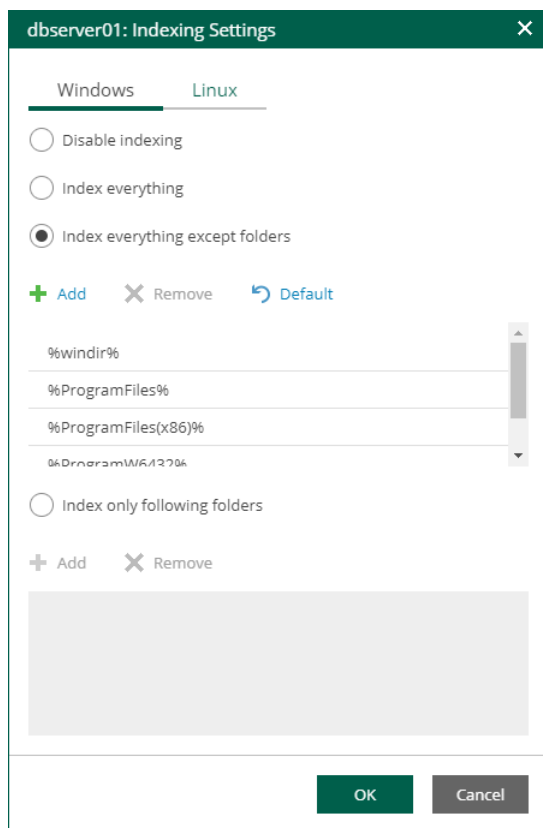 dbserver01: Indexing Settings
Windows Linux
Disable indexing
Index everything
Index everything except folders
Add Remove Default
%windir%
%ProgramFiles%
%ProgramFiles(x86)%
%ProgramW6432%
Index only following folders
Add Remove
OK Cancel